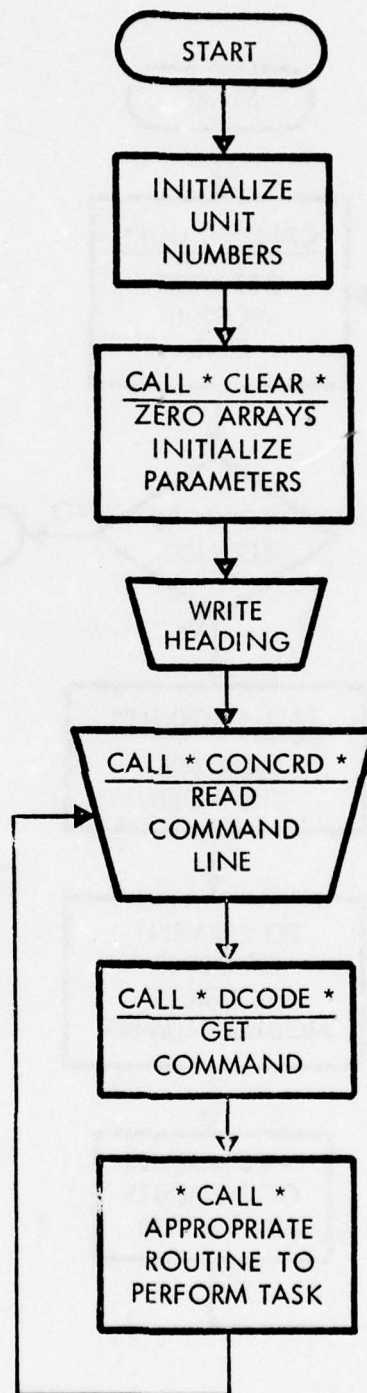 START
INITIALIZE
UNIT
NUMBERS
CALL * CLEAR *
ZERO ARRAYS
INITIALIZE
PARAMETERS
WRITE
HEADING
CALL * CONCRD *
READ
COMMAND
LINE
CALL * DCODE *
GET
COMMAND
* CALL *
APPROPRIATE
ROUTINE TO
PERFORM TASK